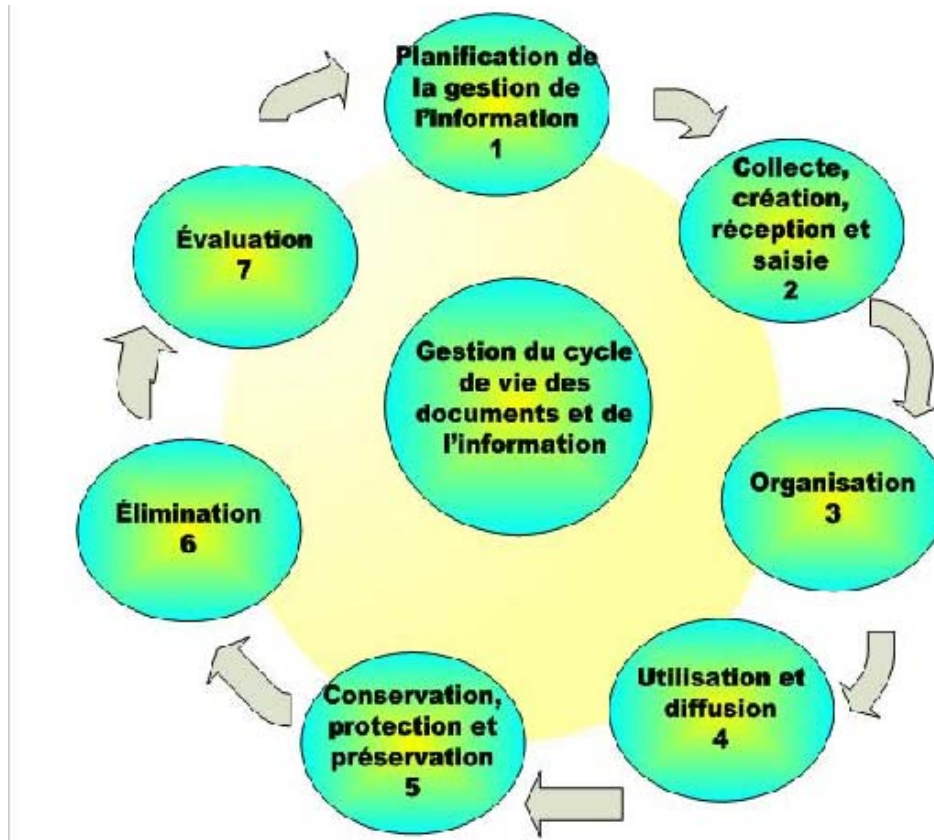 Planification de
la gestion de
l'information
1
Collecte,
création,
réception et
saisie
2
Organisation
3
Utilisation et
diffusion
4
Conservation,
protection et
préservation
5
Élimination
6
Évaluation
7
Gestion du cycle
de vie des
documents et de
l'information